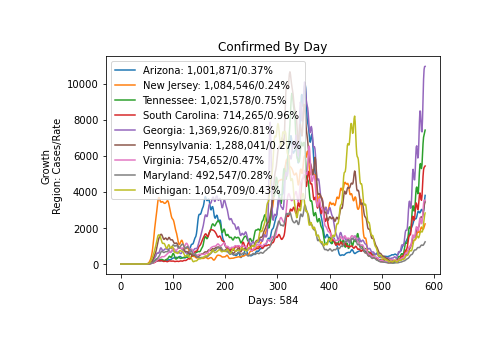 Confirmed By Day
Growth
Region: Cases/Rate
10000
8000
6000
4000
2000
0
Arizona: 1,001,871/0.37%
New Jersey: 1,084,546/0.24%
Tennessee: 1,021,578/0.75%
South Carolina: 714,265/0.96%
Georgia: 1,369,926/0.81%
Pennsylvania: 1,288,041/0.27%
Virginia: 754,652/0.47%
Maryland: 492,547/0.28%
Michigan: 1,054,709/0.43%
0 100 200 300 400 500 600
Days: 584